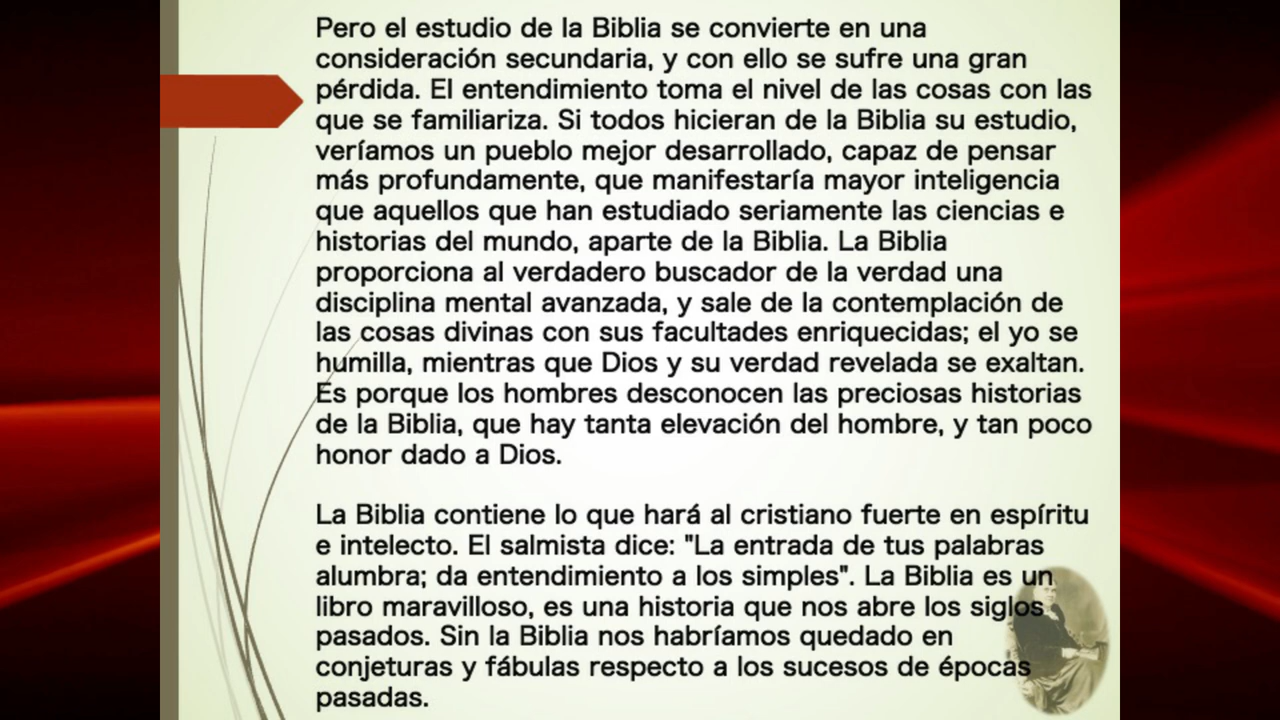 Pero el estudio de la Biblia se convierte en una
consideración secundaria, y con ello se sufre una gran
pérdida. El entendimiento toma el nivel de las cosas con las
que se familiariza. Si todos hicieran de la Biblia su estudio,
veríamos un pueblo mejor desarrollado, capaz de pensar
más profundamente, que manifestaría mayor inteligencia
que aquellos que han estudiado seriamente las ciencias e
historias del mundo, aparte de la Biblia. La Biblia
proporciona al verdadero buscador de la verdad una
disciplina mental avanzada, y sale de la contemplación de
las cosas divinas con sus facultades enriquecidas; el yo se
humilla, mientras que Dios y su verdad revelada se exaltan.
Es porque los hombres desconocen las preciosas historias
de la Biblia, que hay tanta elevación del hombre, y tan poco
honor dado a Dios.
La Biblia contiene lo que hará al cristiano fuerte en espíritu
e intelecto. El salmista dice: "La entrada de tus palabras
alumbra; da entendimiento a los simples". La Biblia es un
libro maravilloso, es una historia que nos abre los siglos
pasados. Sin la Biblia nos habríamos quedado en
conjeturas y fábulas respecto a los sucesos de épocas
pasadas.